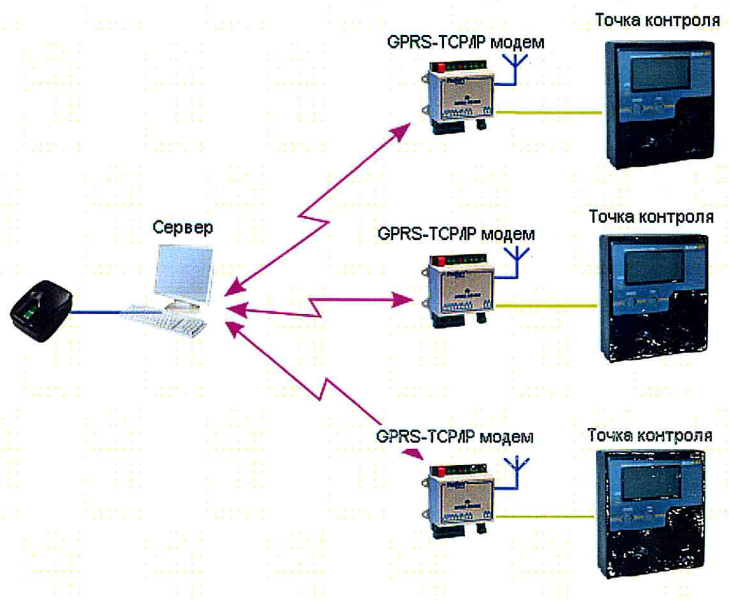 Точка контроля
GPRS-TCP/IP модем
Точка контроля
Сервер
GPRS-TCP/IP модем
Точка контроля
GPRS-TCP/IP модем